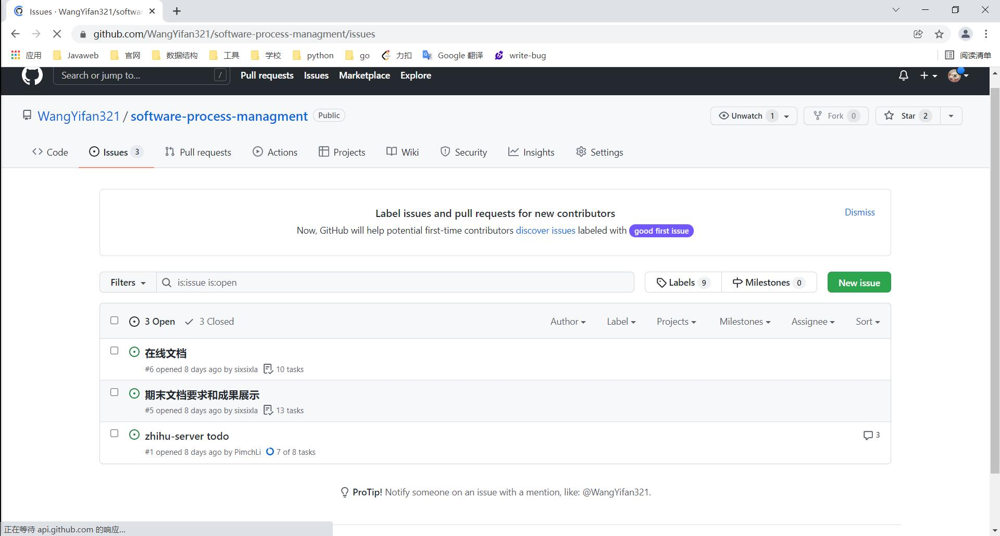 Issues · WangYifan321/softwar
github.com/WangYifan321/software-process-managment/issues
应用 Javaweb 官网 数据结构 工具 学校 python go 力扣 Google 翻译 write-bug 阅读清单
Search or jump to... / Pull requests Issues Marketplace Explore
WangYifan321 / software-process-managment Public Unwatch 1 Fork 0 Star 2
Code Issues 3 Pull requests Actions Projects Wiki Security Insights Settings
Label issues and pull requests for new contributors
Dismiss
Now, GitHub will help potential first-time contributors discover issues labeled with good first issue
Filters is:issue is:open Labels 9 Milestones 0 New issue
3 Open 3 Closed Author Label Projects Milestones Assignee Sort
在线文档
#6 opened 8 days ago by sixsixla 10 tasks
期末文档要求和成果展示
#5 opened 8 days ago by sixsixla 13 tasks
zhihu-server todo 3
#1 opened 8 days ago by PimchLi 7 of 8 tasks
ProTip! Notify someone on an issue with a mention, like: @WangYifan321.
正在等待 api.github.com 的响应...